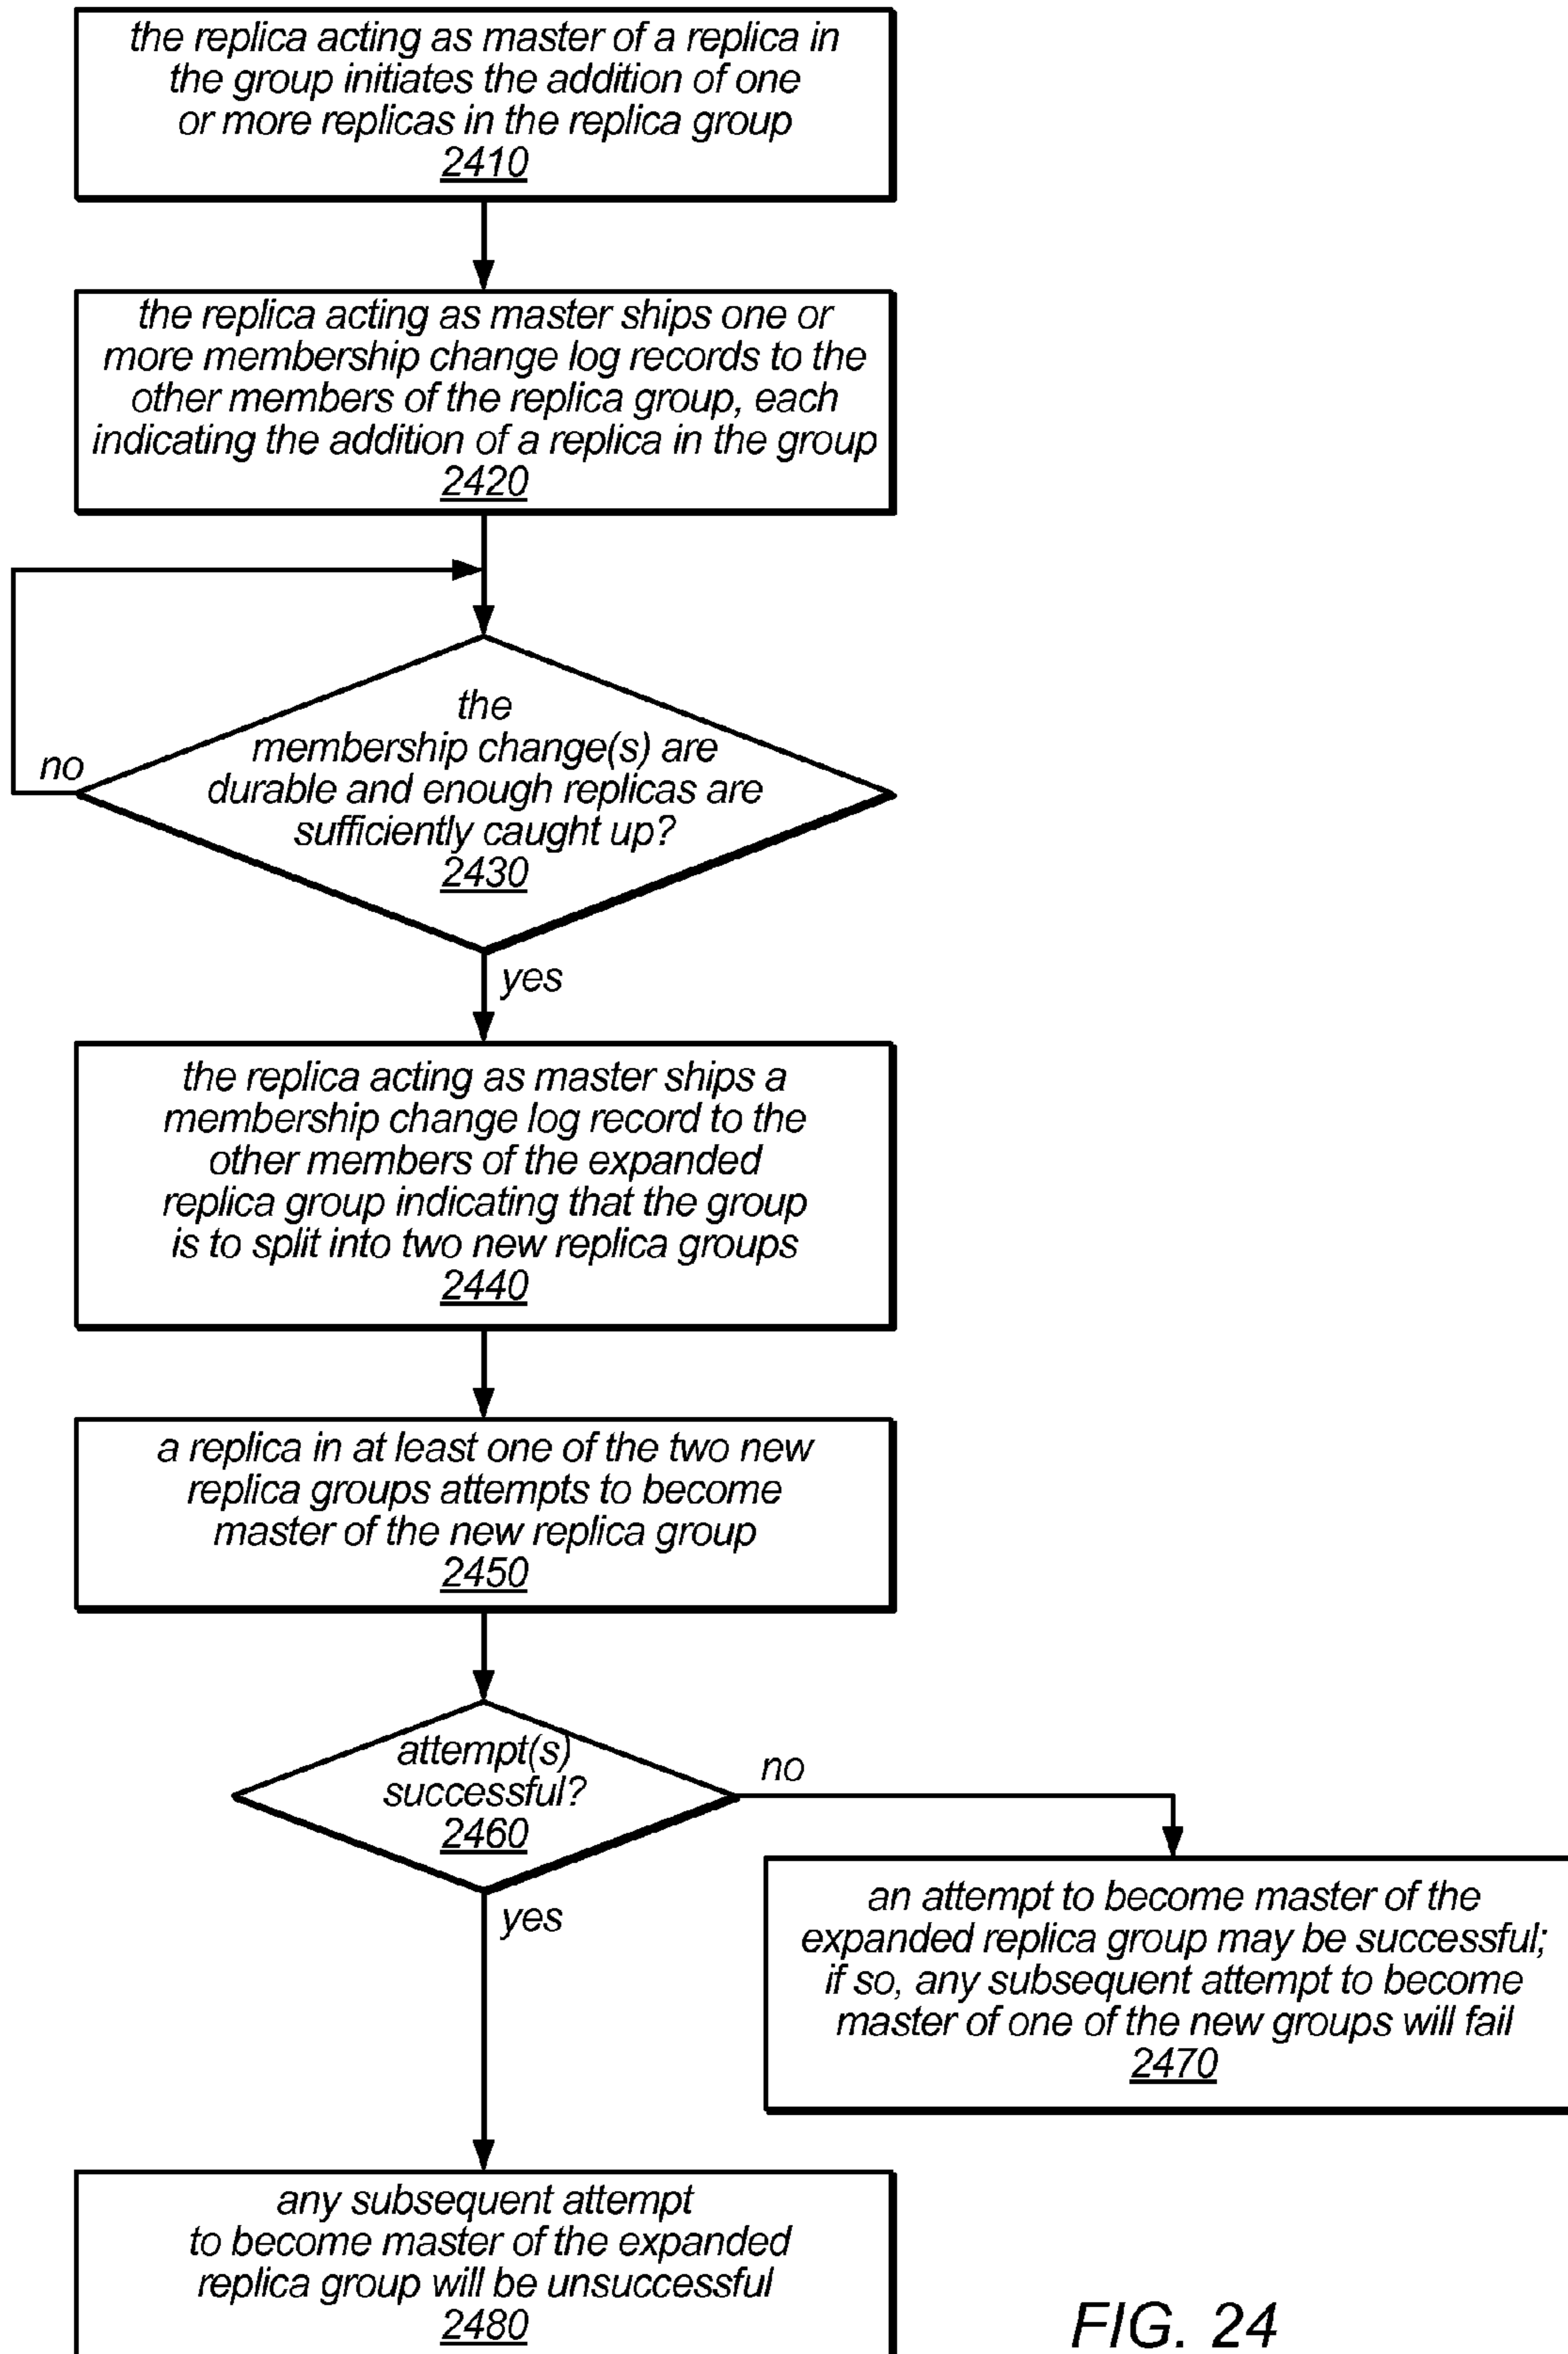 the replica acting as master of a replica in
the group initiates the addition of one
or more replicas in the replica group
2410
the replica acting as master ships one or
more membership change log records to the
other members of the replica group, each
indicating the addition of a replica in the group
2420
the
membership change(s) are
durable and enough replicas are
sufficiently caught up?
2430
no
yes
the replica acting as master ships a
membership change log record to the
other members of the expanded
replica group indicating that the group
is to split into two new replica groups
2440
a replica in at least one of the two new
replica groups attempts to become
master of the new replica group
2450
attempt(s)
successful?
2460
no
yes
an attempt to become master of the
expanded replica group may be successful;
if so, any subsequent attempt to become
master of one of the new groups will fail
2470
any subsequent attempt
to become master of the expanded
replica group will be unsuccessful
2480
FIG. 24